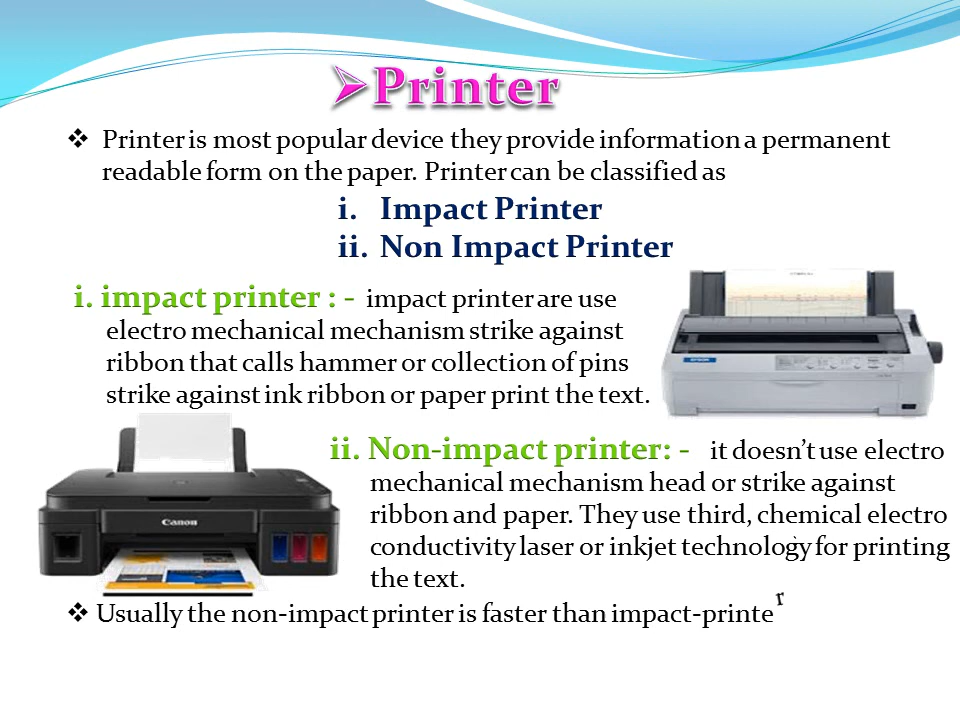 ➢Printer
❖ Printer is most popular device they provide information a permanent
readable form on the paper. Printer can be classified as
i. Impact Printer
ii. Non Impact Printer
i. impact printer : - impact printer are use
electro mechanical mechanism strike against
ribbon that calls hammer or collection of pins
strike against ink ribbon or paper print the text.
EPSON
Canon
ii. Non-impact printer: - it doesn’t use electro
mechanical mechanism head or strike against
ribbon and paper. They use third, chemical electro
conductivity laser or inkjet technology for printing
the text.
❖ Usually the non-impact printer is faster than impact-printer